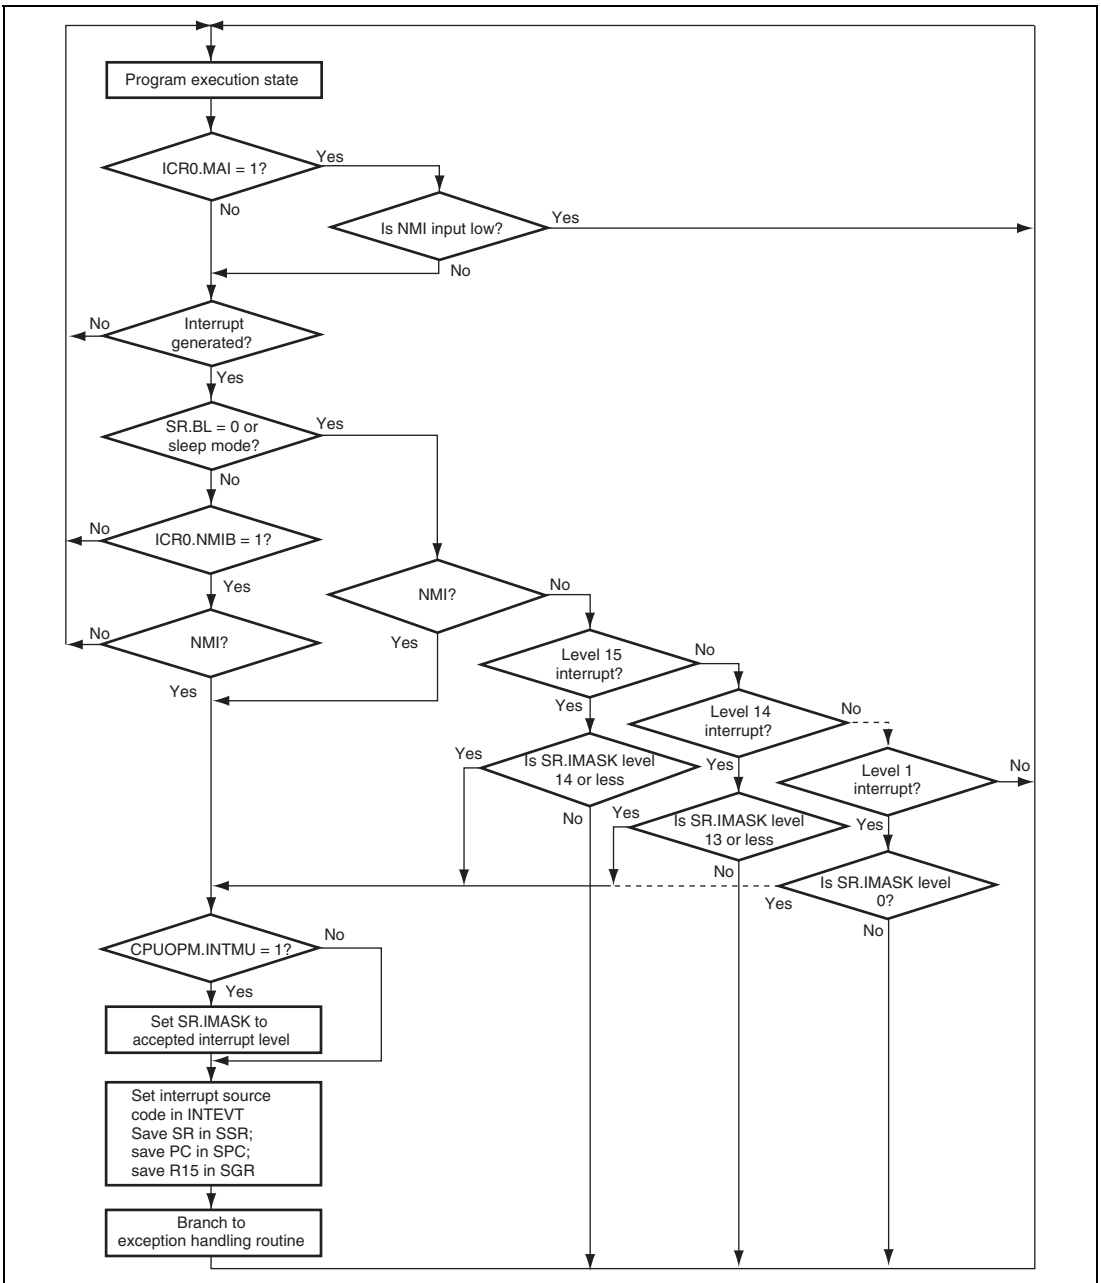 Program execution state
ICR0.MAI = 1?
Yes
No
Is NMI input low?
Yes
No
Interrupt
generated?
No
Yes
SR.BL = 0 or
sleep mode?
Yes
No
ICR0.NMIB = 1?
No
Yes
NMI?
No
Yes
NMI?
No
Yes
Level 15
interrupt?
No
Yes
Level 14
interrupt?
No
Yes
Level 1
interrupt?
No
Yes
Is SR.IMASK level
14 or less
Yes
No
Is SR.IMASK level
13 or less
Yes
No
Is SR.IMASK level
0?
Yes
No
CPUOPM.INTMU = 1?
No
Yes
Set SR.IMASK to
accepted interrupt level
Set interrupt source
code in INTEVT
Save SR in SSR;
save PC in SPC;
save R15 in SGR
Branch to
exception handling routine